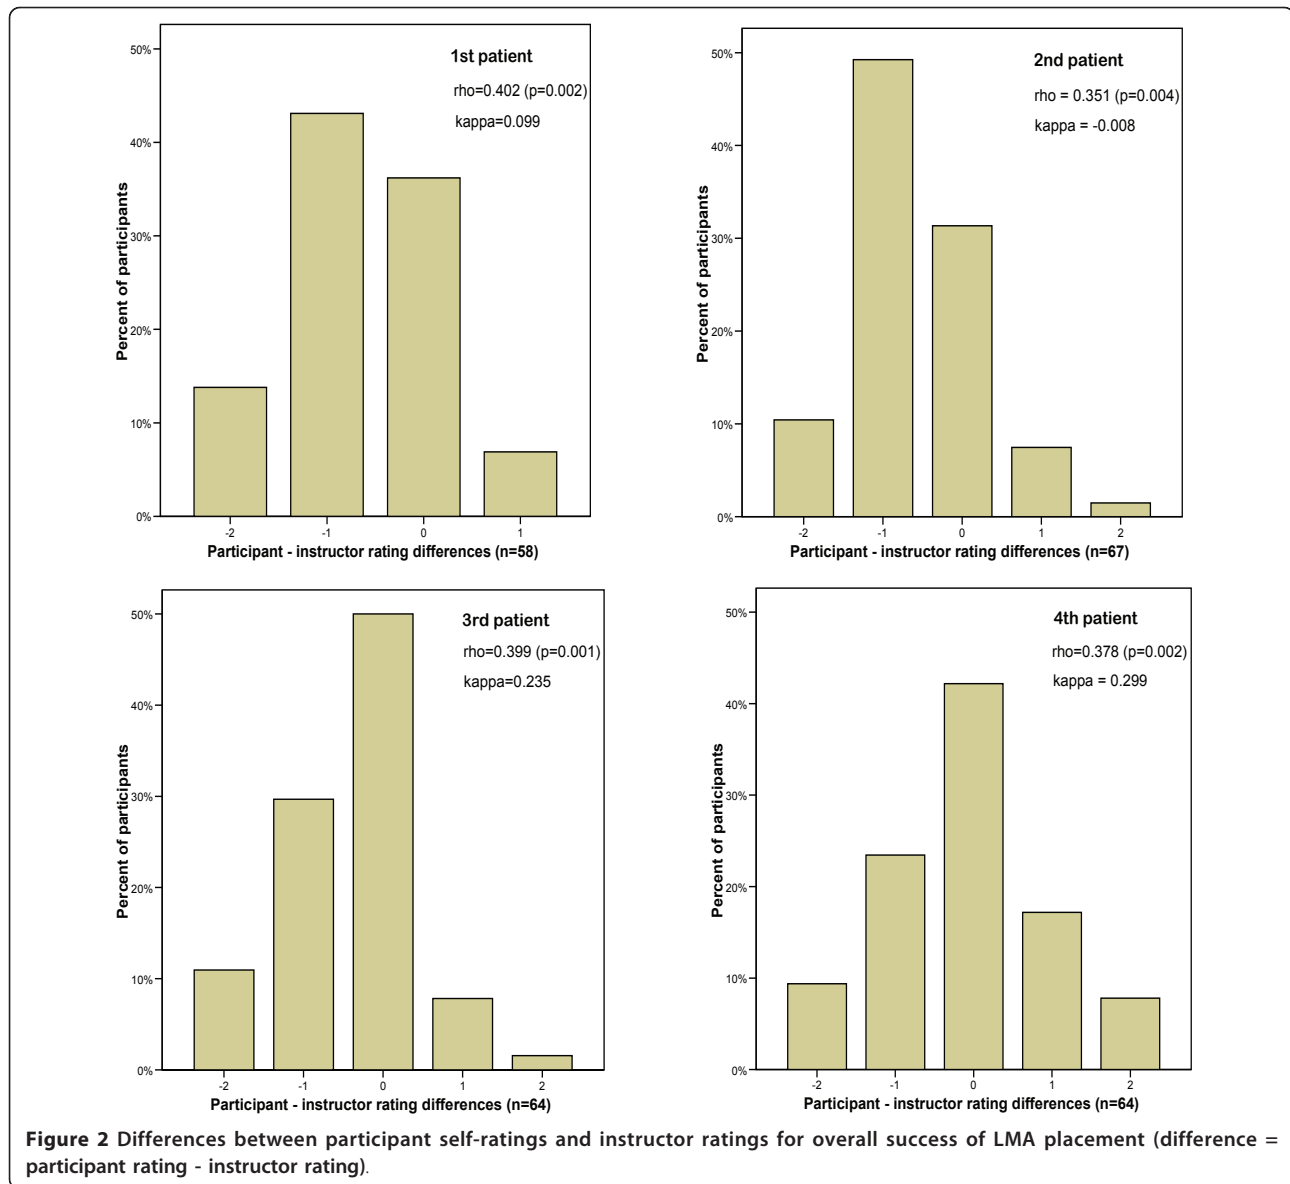 1st patient
rho=0.402 (p=0.002)
kappa=0.099
50%
40%
30%
20%
10%
0%
Percent of participants
-2 -1 0 1
Participant - instructor rating differences (n=58)
2nd patient
rho = 0.351 (p=0.004)
kappa = -0.008
50%
40%
30%
20%
10%
0%
Percent of participants
-2 -1 0 1 2
Participant - instructor rating differences (n=67)
3rd patient
rho=0.399 (p=0.001)
kappa=0.235
50%
40%
30%
20%
10%
0%
Percent of participants
-2 -1 0 1 2
Participant - instructor rating differences (n=64)
4th patient
rho=0.378 (p=0.002)
kappa = 0.299
50%
40%
30%
20%
10%
0%
Percent of participants
-2 -1 0 1 2
Participant - instructor rating differences (n=64)
Figure 2 Differences between participant self-ratings and instructor ratings for overall success of LMA placement (difference =
participant rating - instructor rating).